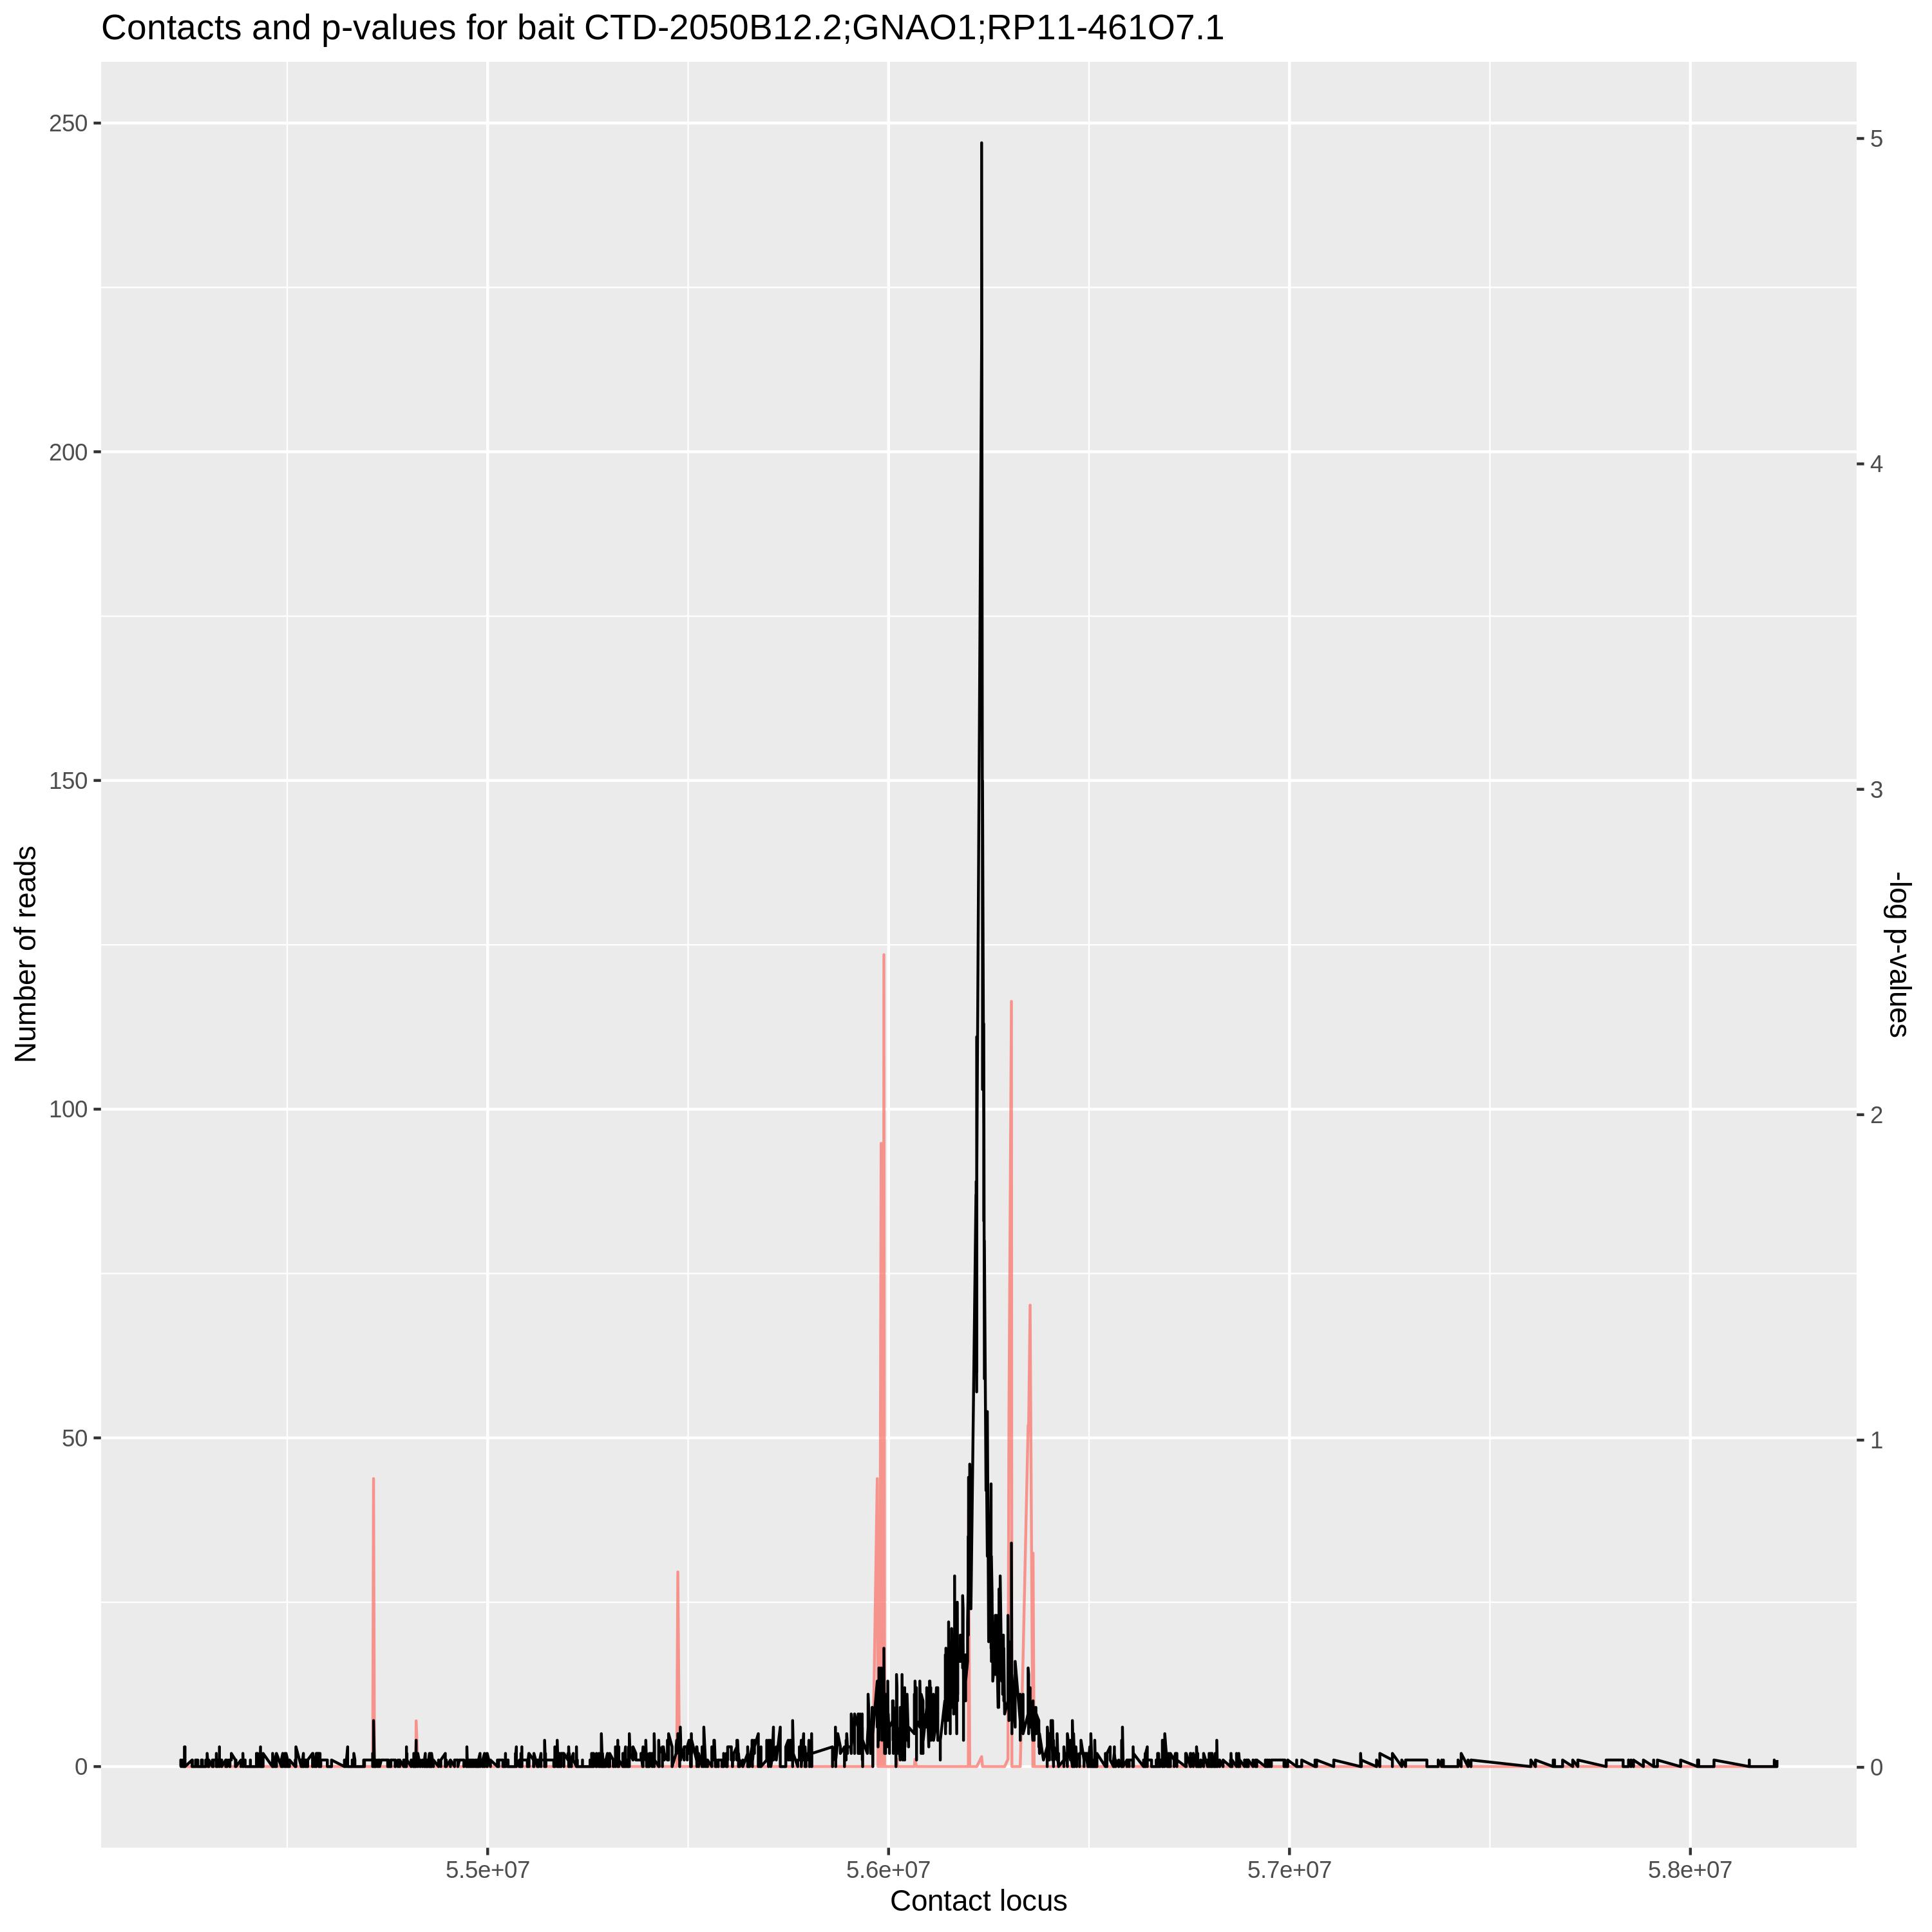 Contacts and p-values for bait CTD-2050B12.2;GNAO1;RP11-461O7.1
250
200
150
100
50
0
Number of reads
5
4
3
2
1
0
-log p-values
5.5e+07 5.6e+07 5.7e+07 5.8e+07
Contact locus